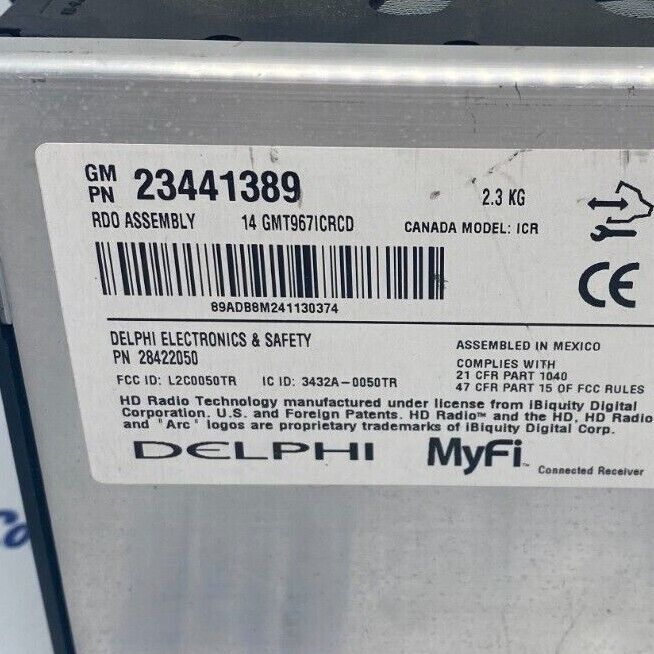 GM
PN 23441389
2.3 KG
RDO ASSEMBLY 14 GMT967ICRCD CANADA MODEL: ICR
CE
89ADB8M241130374
DELPHI ELECTRONICS & SAFETY
PN 28422050
ASSEMBLED IN MEXICO
COMPLIES WITH
21 CFR PART 1040
47 CFR PART 15 OF FCC RULES
FCC ID: L2C0050TR IC ID: 3432A-0050TR
HD Radio Technology manufactured under license from iBiquity Digital
Corporation. U.S. and Foreign Patents. HD Radio™ and the HD, HD Radio
and "Arc" logos are proprietary trademarks of iBiquity Digital Corp.
DELPHI MyFi™ Connected Receiver